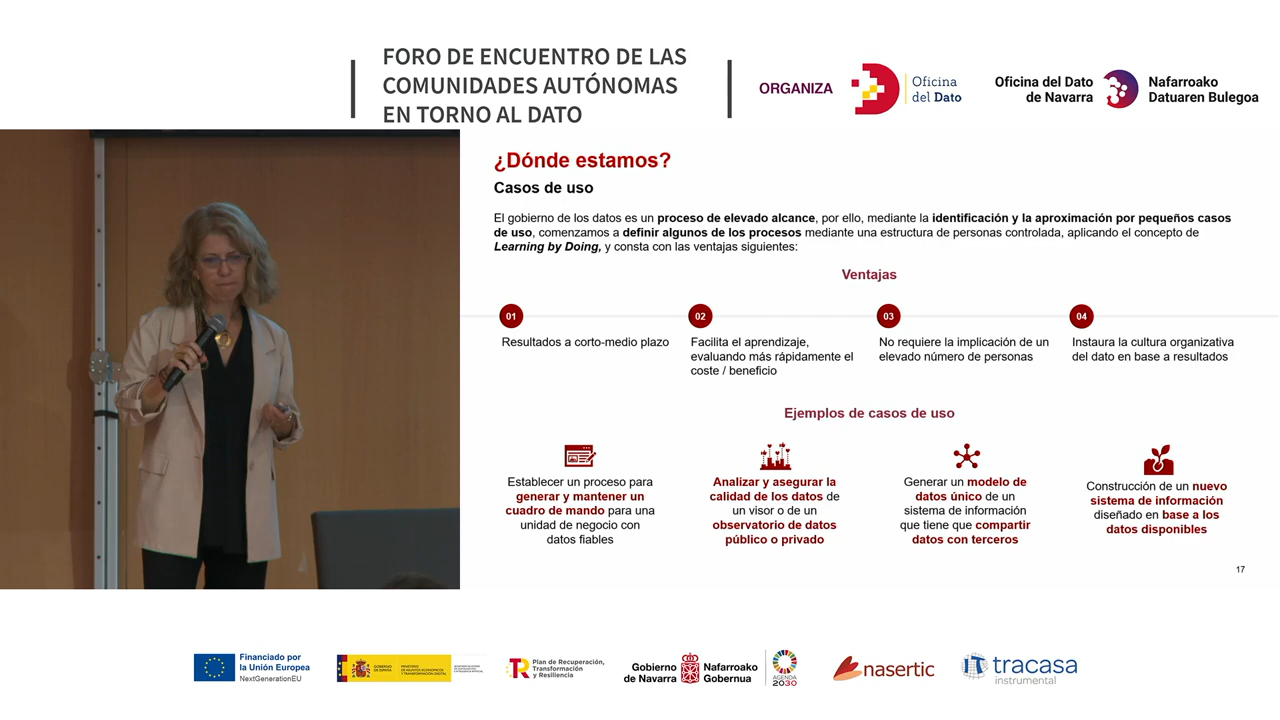 FORO DE ENCUENTRO DE LAS
COMUNIDADES AUTÓNOMAS
EN TORNO AL DATO
ORGANIZA
Oficina
del Dato
Oficina del Dato
de Navarra
Nafarroako
Datuaren Bulegoa
¿Dónde estamos?
Casos de uso
El gobierno de los datos es un proceso de elevado alcance, por ello, mediante la identificación y la aproximación por pequeños casos
de uso, comenzamos a definir algunos de los procesos mediante una estructura de personas controlada, aplicando el concepto de
Learning by Doing, y consta con las ventajas siguientes:
Ventajas
01
Resultados a corto-medio plazo
02
Facilita el aprendizaje,
evaluando más rápidamente el
coste / beneficio
03
No requiere la implicación de un
elevado número de personas
04
Instaura la cultura organizativa
del dato en base a resultados
Ejemplos de casos de uso
Establecer un proceso para
generar y mantener un
cuadro de mando para una
unidad de negocio con
datos fiables
Analizar y asegurar la
calidad de los datos de
un visor o de un
observatorio de datos
público o privado
Generar un modelo de
datos único de un
sistema de información
que tiene que compartir
datos con terceros
Construcción de un nuevo
sistema de información
diseñado en base a los
datos disponibles
17
Financiado por
la Unión Europea
NextGenerationEU
Plan de Recuperación,
Transformación
y Resiliencia
Gobierno
de Navarra
Nafarroako
Gobernua
AGENDA
2030
nasertic
tracasa
instrumental